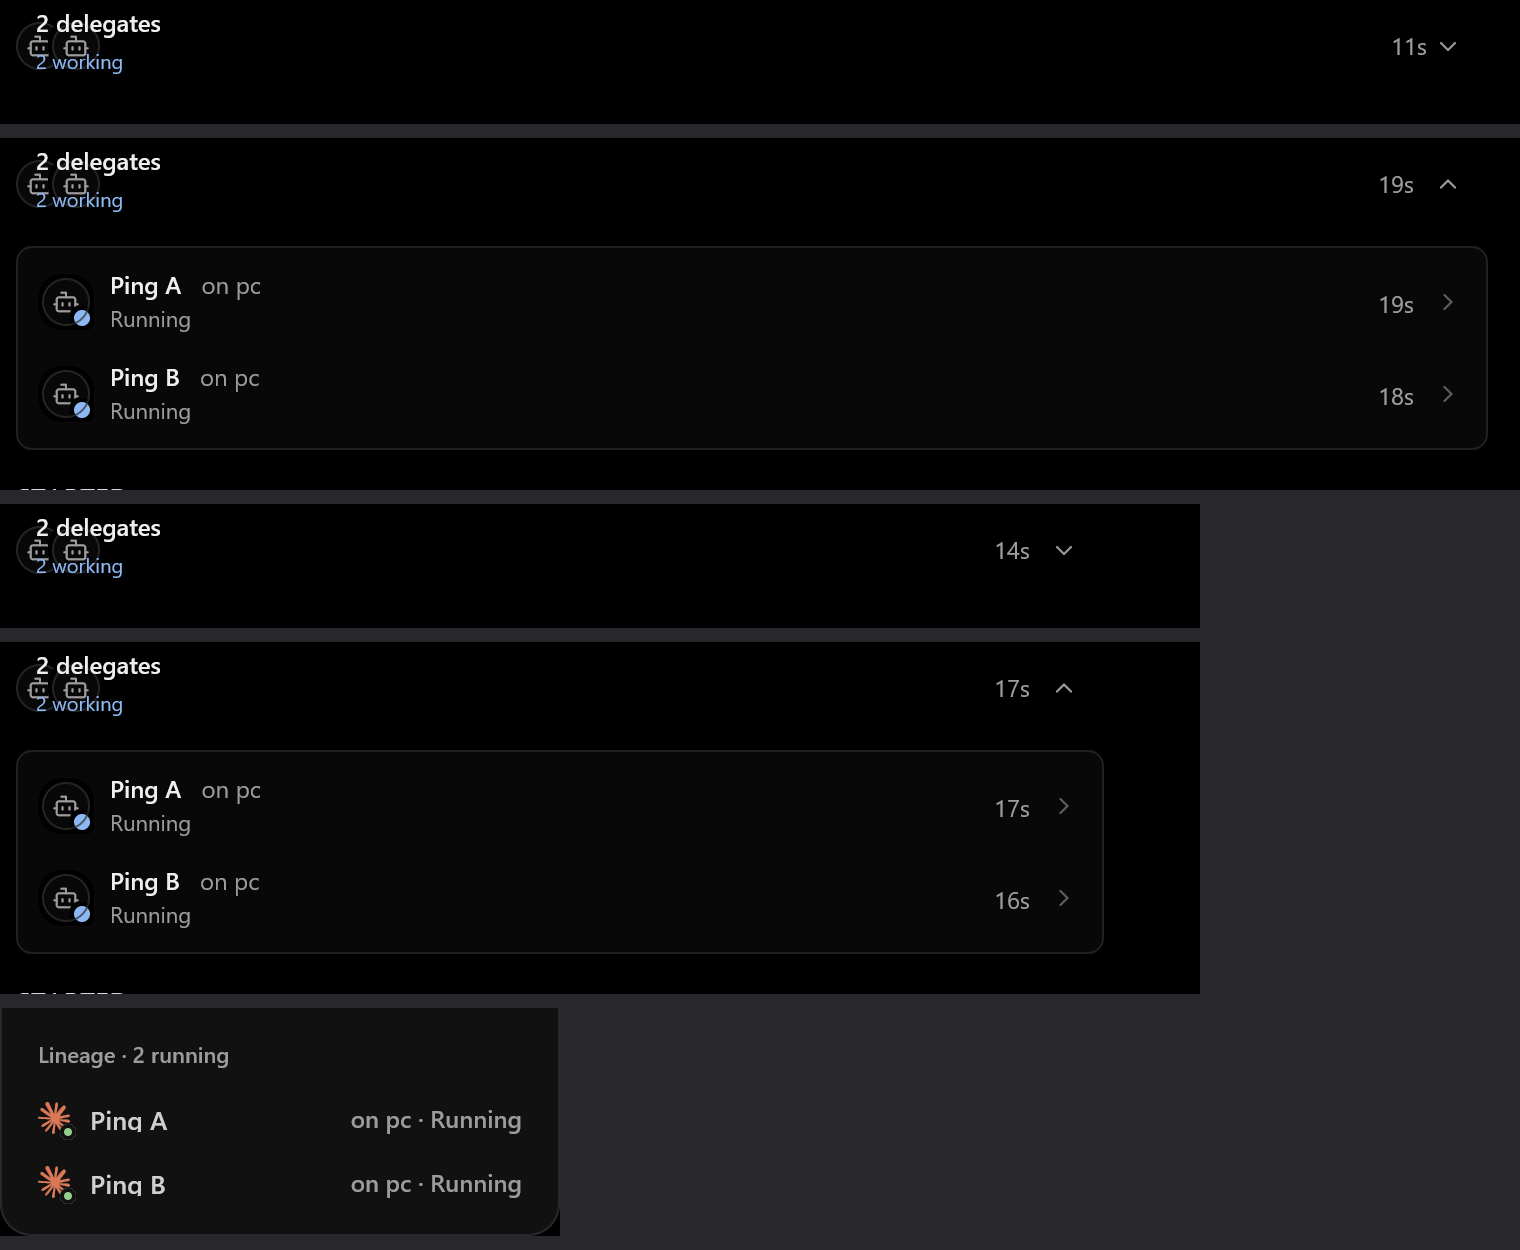 2 delegates
2 working
11s
2 delegates
2 working
19s
Ping A on pc
Running
19s
Ping B on pc
Running
18s
2 delegates
2 working
14s
2 delegates
2 working
17s
Ping A on pc
Running
17s
Ping B on pc
Running
16s
Lineage · 2 running
Ping A on pc · Running
Ping B on pc · Running